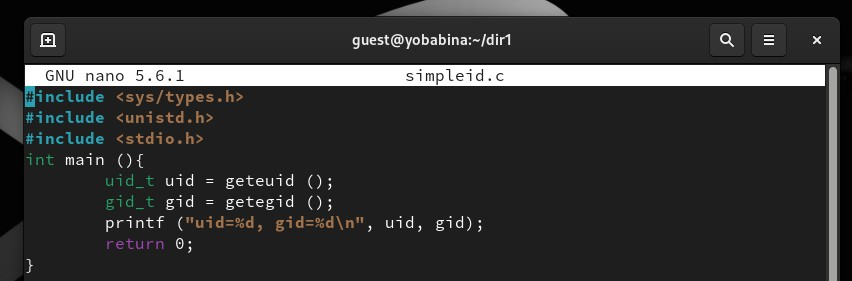 guest@yobabina:~/dir1
GNU nano 5.6.1 simpleid.c
#include <sys/types.h>
#include <unistd.h>
#include <stdio.h>
int main (){
        uid_t uid = geteuid ();
        gid_t gid = getegid ();
        printf ("uid=%d, gid=%d\n", uid, gid);
        return 0;
}